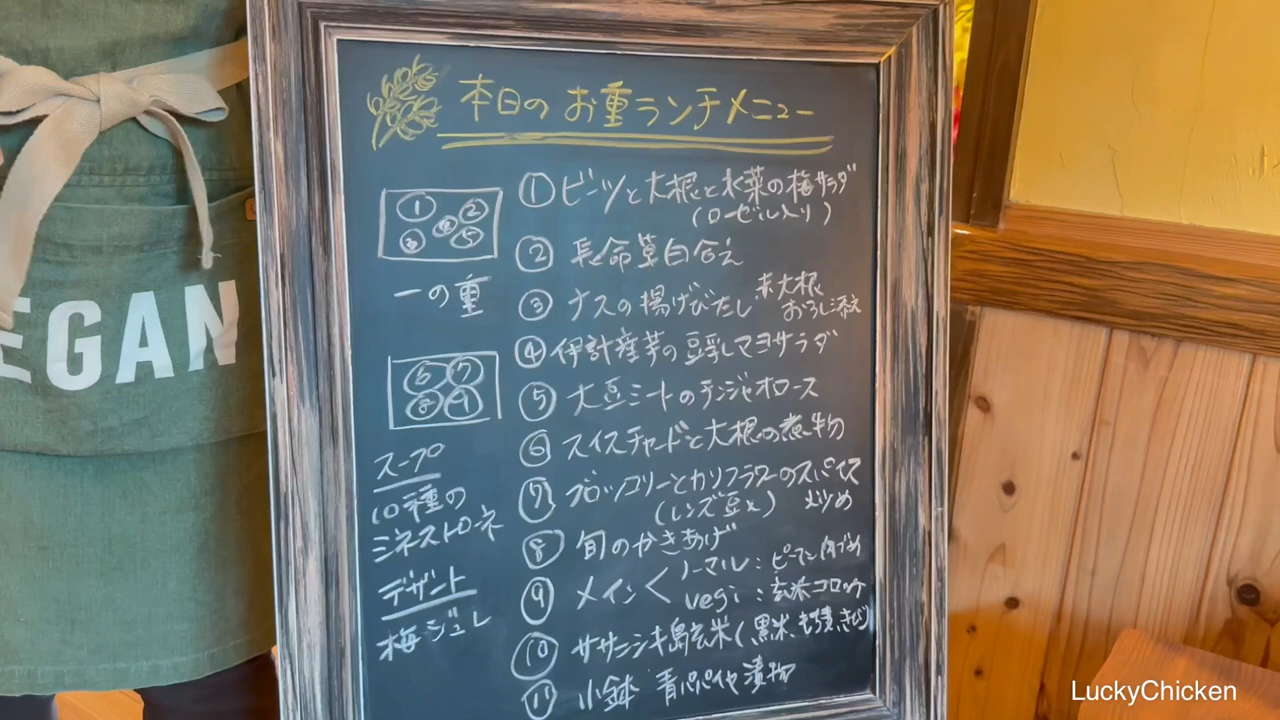 本日のお重ランチメニュー
① ビーツと大根と水菜の梅サラダ
(ローゼル入り)
② 長命草白合え
③ ナスの揚げびたし 赤大根
おろし添え
④ 伊計産芋の豆乳マヨサラダ
⑤ 大豆ミートのチンジャオロース
⑥ スイスチャードと大根の煮物
⑦ ブロッコリーとカリフラワーのスパイス
(レンズ豆と) 炒め
⑧ 旬のかきあげ
⑨ メイン< ノーマル:ピーマン肉づめ
vegi:玄米コロッケ
⑩ ササニシキ 玄米(黒米、もち麦、きび)
⑪ 小鉢 青パパイヤ漬物
① ② ③ ⑤
一の重
⑥ ⑦ ⑧ ⑨
スープ
10種の
ミネストローネ
デザート
梅ジュレ
EGAN
LuckyChicken